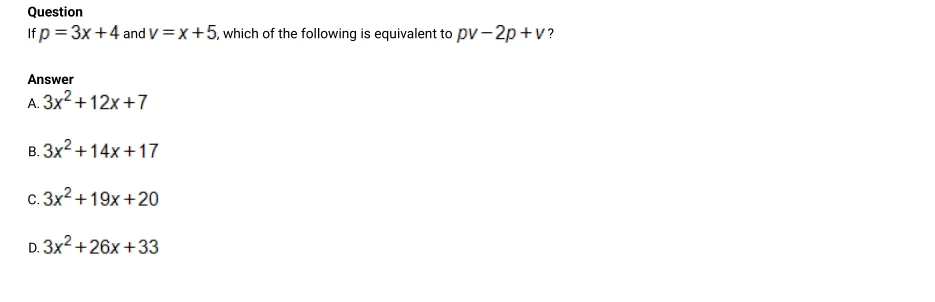 Question
If p = 3x + 4 and v = x + 5, which of the following is equivalent to pv − 2p + v?
Answer
A. 3x² + 12x + 7
B. 3x² + 14x + 17
C. 3x² + 19x + 20
D. 3x² + 26x + 33